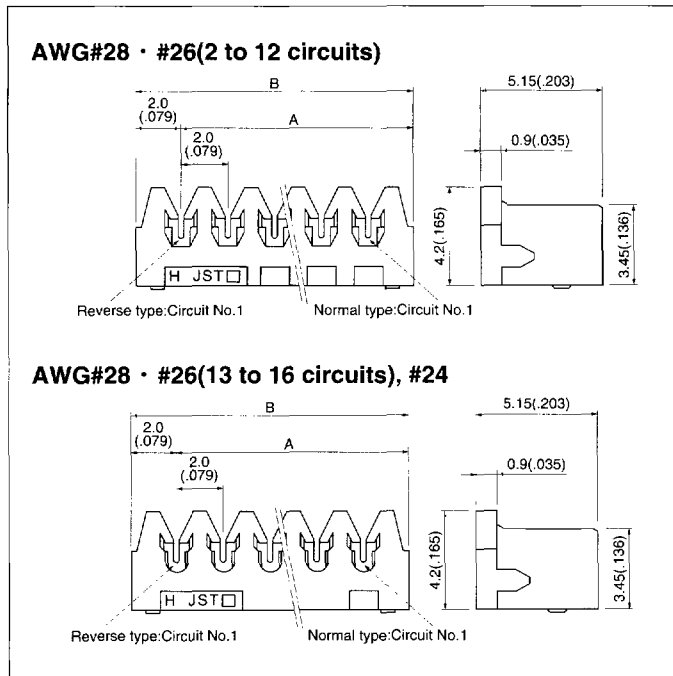 AWG#28 · #26(2 to 12 circuits)
B
5.15(.203)
2.0
(.079)
A
0.9(.035)
2.0
(.079)
4.2(.165)
3.45(.136)
H JST□
Reverse type:Circuit No.1
Normal type:Circuit No.1
AWG#28 · #26(13 to 16 circuits), #24
B
5.15(.203)
2.0
(.079)
A
0.9(.035)
2.0
(.079)
4.2(.165)
3.45(.136)
H JST□
Reverse type:Circuit No.1
Normal type:Circuit No.1